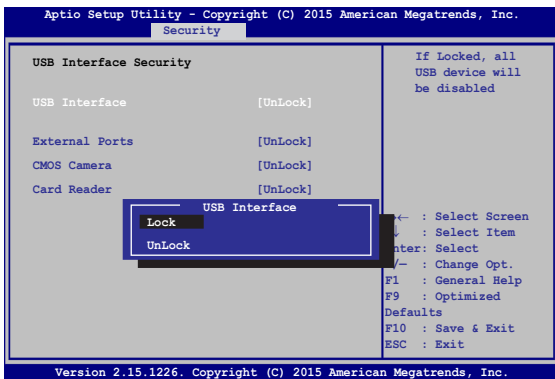 Aptio Setup Utility - Copyright (C) 2015 American Megatrends, Inc.
Security
USB Interface Security
USB Interface [UnLock]
External Ports [UnLock]
CMOS Camera [UnLock]
Card Reader [UnLock]
USB Interface
Lock
UnLock
If Locked, all
USB device will
be disabled
← : Select Screen
↓ : Select Item
nter: Select
/— : Change Opt.
F1 : General Help
F9 : Optimized
Defaults
F10 : Save & Exit
ESC : Exit
Version 2.15.1226. Copyright (C) 2015 American Megatrends, Inc.